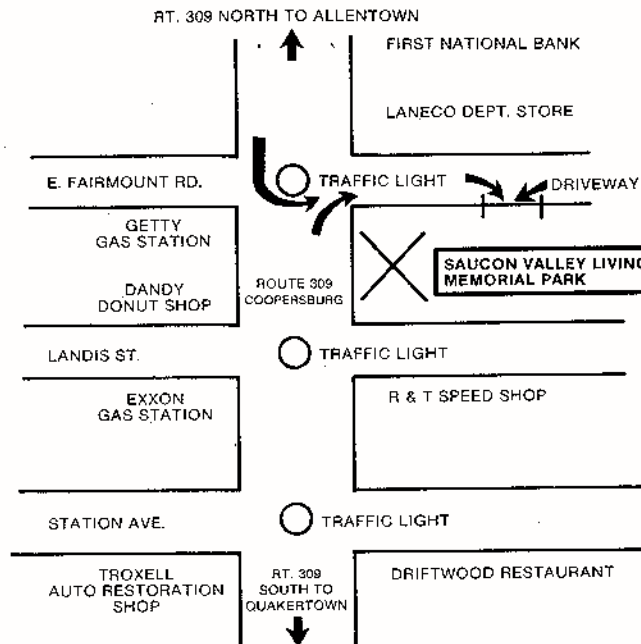 RT. 309 NORTH TO ALLENTOWN
FIRST NATIONAL BANK
LANECO DEPT. STORE
E. FAIRMOUNT RD.
TRAFFIC LIGHT
DRIVEWAY
GETTY
GAS STATION
DANDY
DONUT SHOP
ROUTE 309
COOPERSBURG
SAUCON VALLEY LIVING
MEMORIAL PARK
LANDIS ST.
TRAFFIC LIGHT
EXXON
GAS STATION
R & T SPEED SHOP
STATION AVE.
TRAFFIC LIGHT
TROXELL
AUTO RESTORATION
SHOP
RT. 309
SOUTH TO
QUAKERTOWN
DRIFTWOOD RESTAURANT